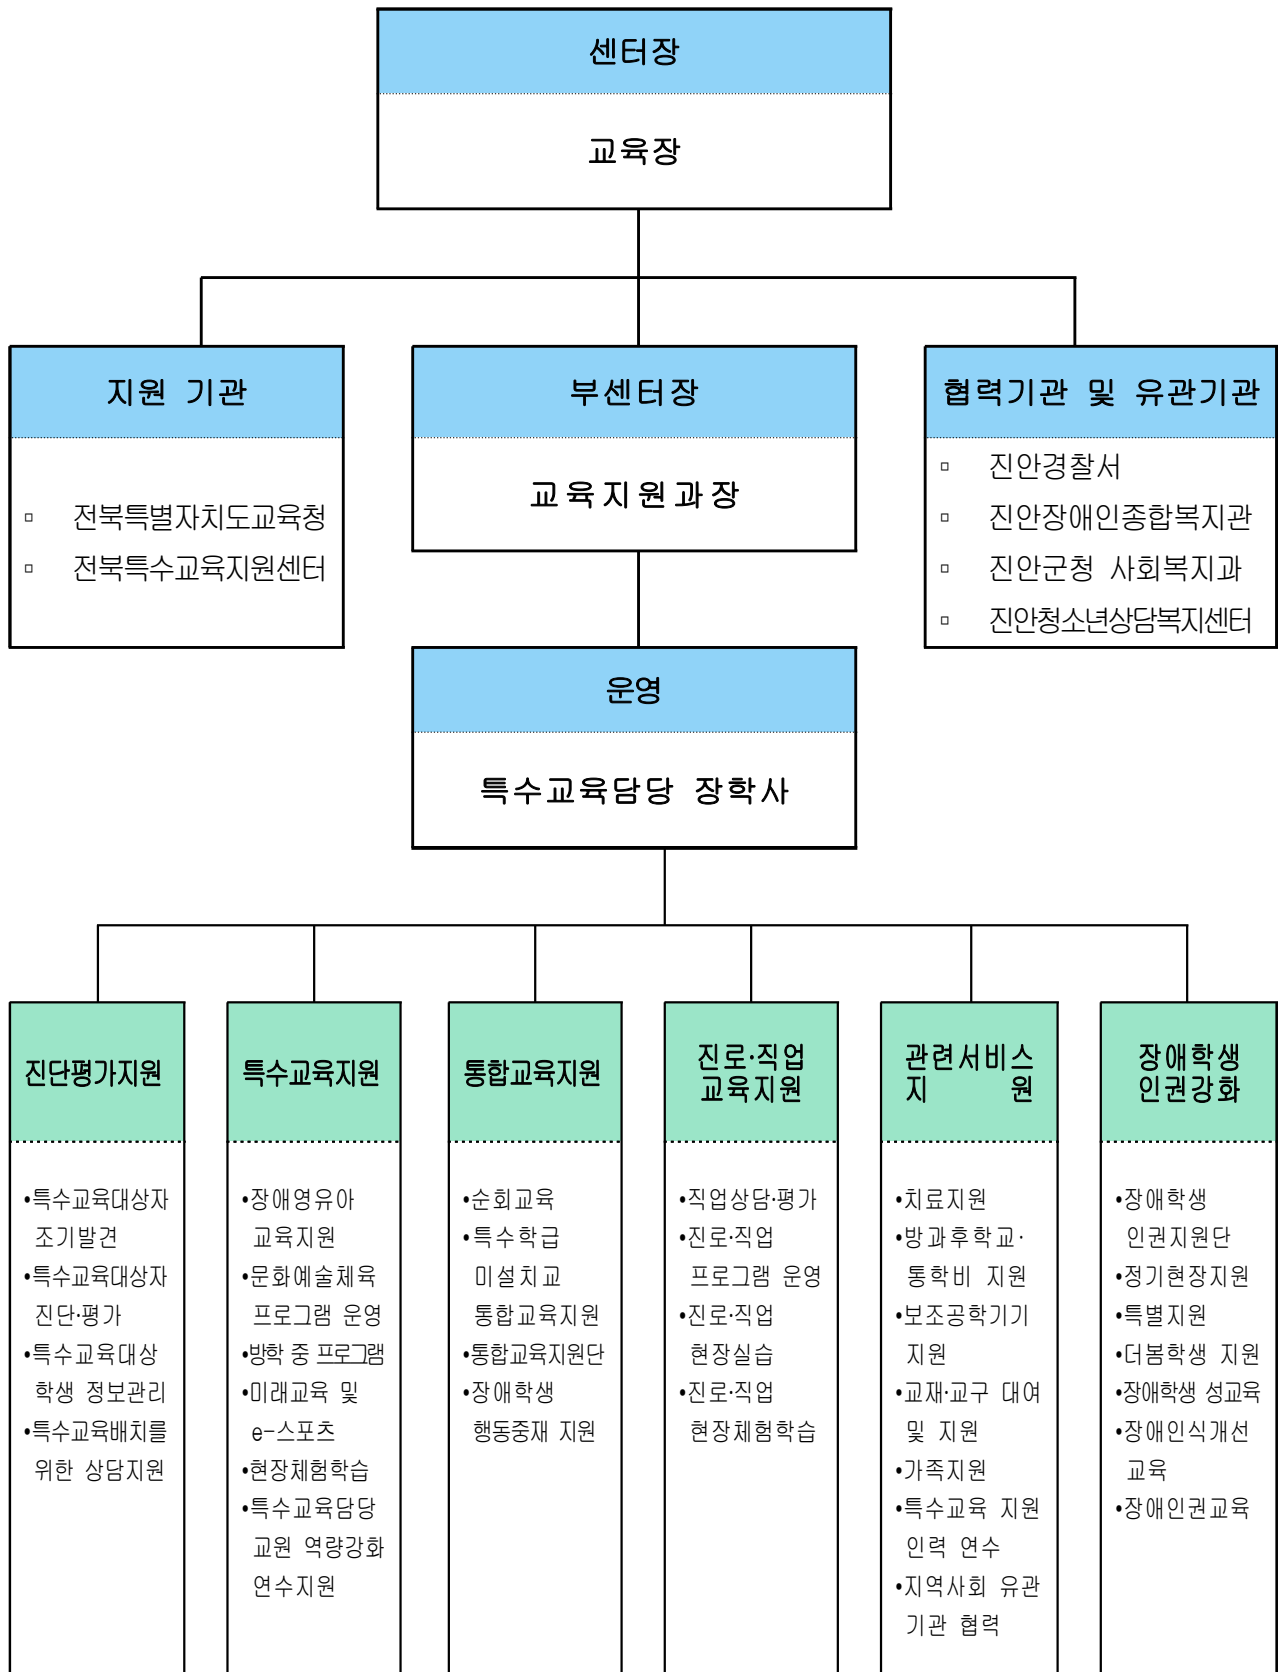 센터장
교육장
지원 기관
▫ 전북특별자치도교육청
▫ 전북특수교육지원센터
부센터장
교육지원과장
협력기관 및 유관기관
▫ 진안경찰서
▫ 진안장애인종합복지관
▫ 진안군청 사회복지과
▫ 진안청소년상담복지센터
운영
특수교육담당 장학사
진단평가지원
•특수교육대상자
조기발견
•특수교육대상자
진단·평가
•특수교육대상
학생 정보관리
•특수교육배치를
위한 상담지원
특수교육지원
•장애영유아
교육지원
•문화예술체육
프로그램 운영
•방학 중 프로그램
•미래교육 및
e-스포츠
•현장체험학습
•특수교육담당
교원 역량강화
연수지원
통합교육지원
•순회교육
•특수학급
미설치교
통합교육지원
•통합교육지원단
•장애학생
행동중재 지원
진로·직업
교육지원
•직업상담·평가
•진로·직업
프로그램 운영
•진로·직업
현장실습
•진로·직업
현장체험학습
관련서비스
지 원
•치료지원
•방과후학교·
통학비 지원
•보조공학기기
지원
•교재·교구 대여
및 지원
•가족지원
•특수교육 지원
인력 연수
•지역사회 유관
기관 협력
장애학생
인권강화
•장애학생
인권지원단
•정기현장지원
•특별지원
•더봄학생 지원
•장애학생 성교육
•장애인식개선
교육
•장애인권교육